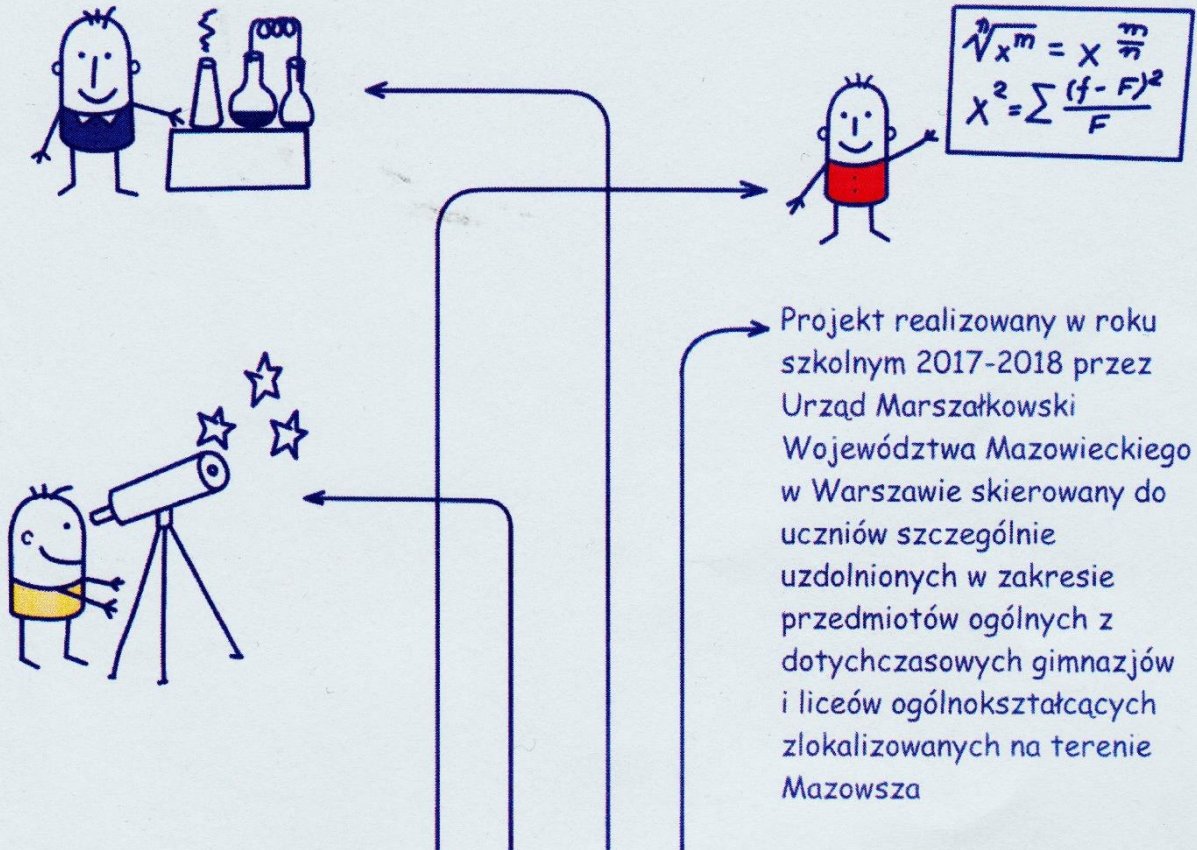 ⁿ√xᵐ = x m/n
X² = Σ (f - F)²/F
Projekt realizowany w roku
szkolnym 2017-2018 przez
Urząd Marszałkowski
Województwa Mazowieckiego
w Warszawie skierowany do
uczniów szczególnie
uzdolnionych w zakresie
przedmiotów ogólnych z
dotychczasowych gimnazjów
i liceów ogólnokształcących
zlokalizowanych na terenie
Mazowsza